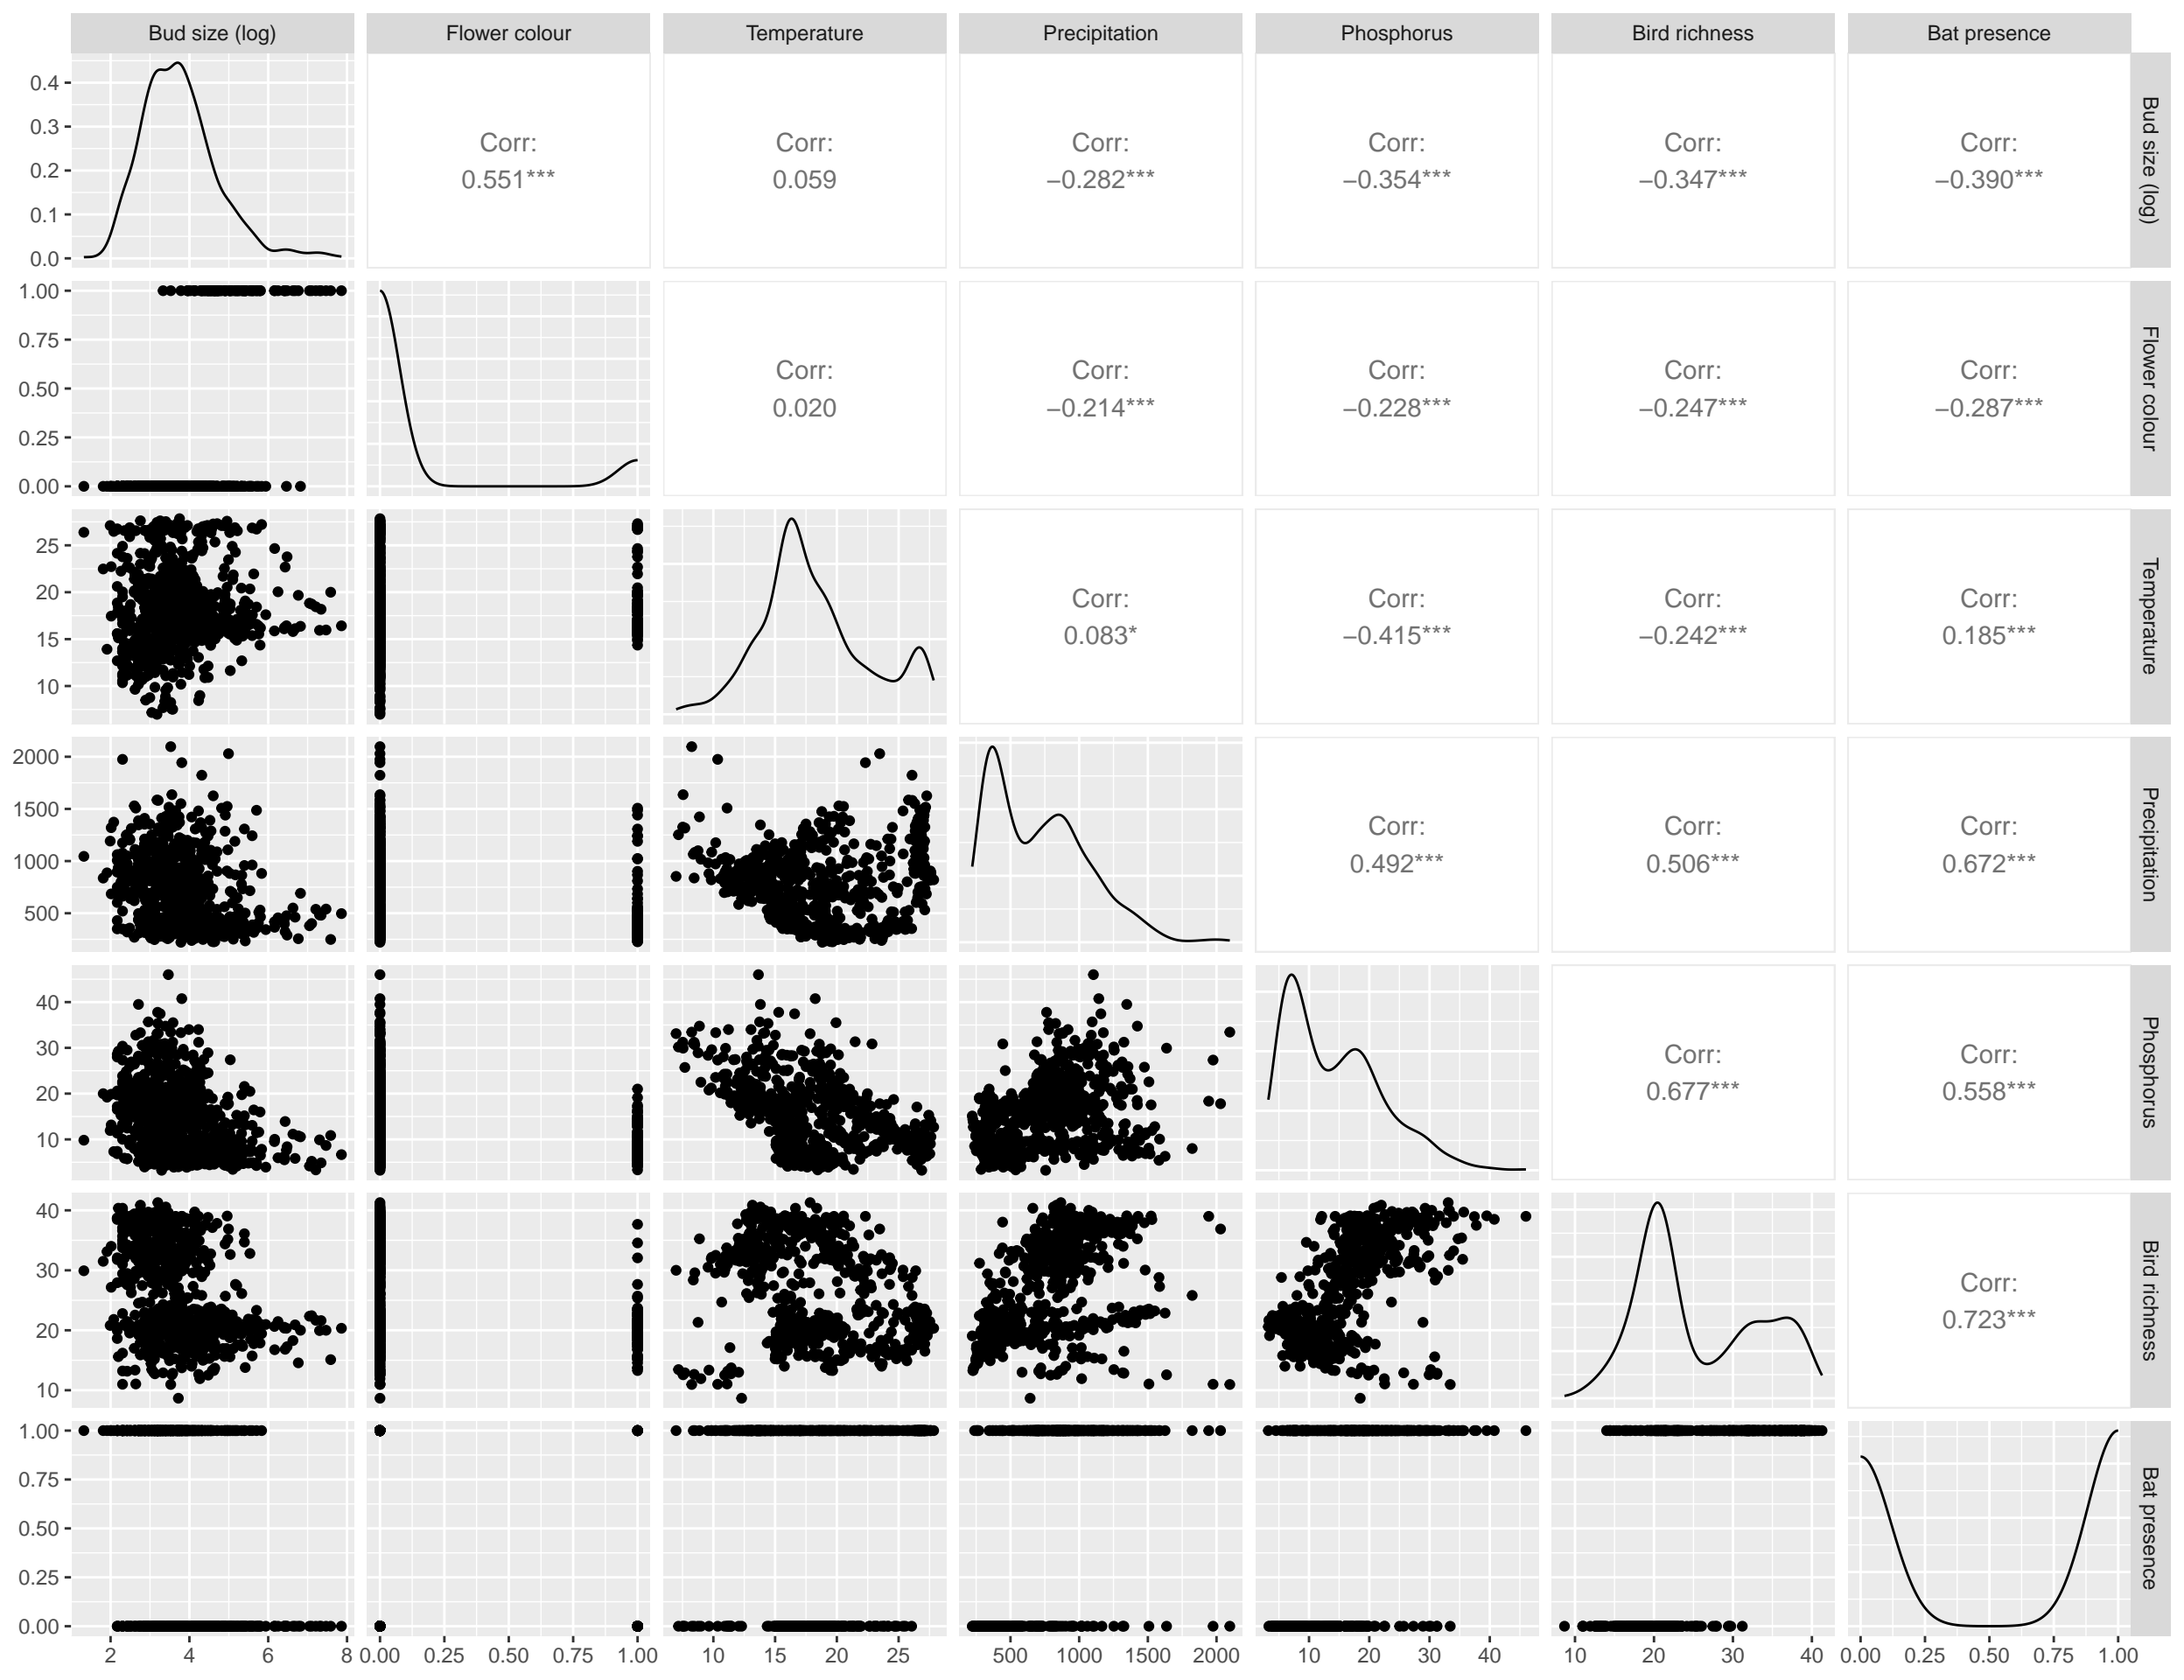 Bud size (log) Flower colour Temperature Precipitation Phosphorus Bird richness Bat presence
0.4
0.3
0.2
0.1
0.0
Corr:
0.551***
Corr:
0.059
Corr:
−0.282***
Corr:
−0.354***
Corr:
−0.347***
Corr:
−0.390***
Bud size (log)
1.00
0.75
0.50
0.25
0.00
Corr:
0.020
Corr:
−0.214***
Corr:
−0.228***
Corr:
−0.247***
Corr:
−0.287***
Flower colour
25
20
15
10
Corr:
0.083*
Corr:
−0.415***
Corr:
−0.242***
Corr:
0.185***
Temperature
2000
1500
1000
500
Corr:
0.492***
Corr:
0.506***
Corr:
0.672***
Precipitation
40
30
20
10
Corr:
0.677***
Corr:
0.558***
Phosphorus
40
30
20
10
Corr:
0.723***
Bird richness
1.00
0.75
0.50
0.25
0.00
Bat presence
2 4 6 8 0.00 0.25 0.50 0.75 1.00 10 15 20 25 500 1000 1500 2000 10 20 30 40 10 20 30 40 0.00 0.25 0.50 0.75 1.00